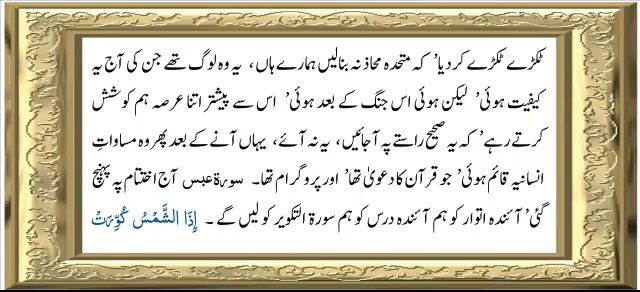 ٹکڑے ٹکڑے کر دیا’ کہ متحدہ محاذ نہ بنالیں ہمارے ہاں، یہ وہ لوگ تھے جن کی آج یہ
کیفیت ہوئی’ لیکن ہوئی اس جنگ کے بعد ہوئی’ اس سے پیشتر اتنا عرصہ ہم کوشش
کرتے رہے’ کہ یہ صحیح راستے پہ آجائیں، یہ نہ آئے، یہاں آنے کے بعد پھر وہ مساواتِ
انسانیہ قائم ہوئی’ جو قرآن کا دعویٰ تھا’ اور پروگرام تھا۔ سورۃ عبس آج اختتام پہ پہنچ
گئی’ آئندہ اتوار کو ہم آئندہ درس کو ہم سورۃ التکویر کو لیں گے ۔ إِذَا الشَّمْسُ كُوِّرَتْ